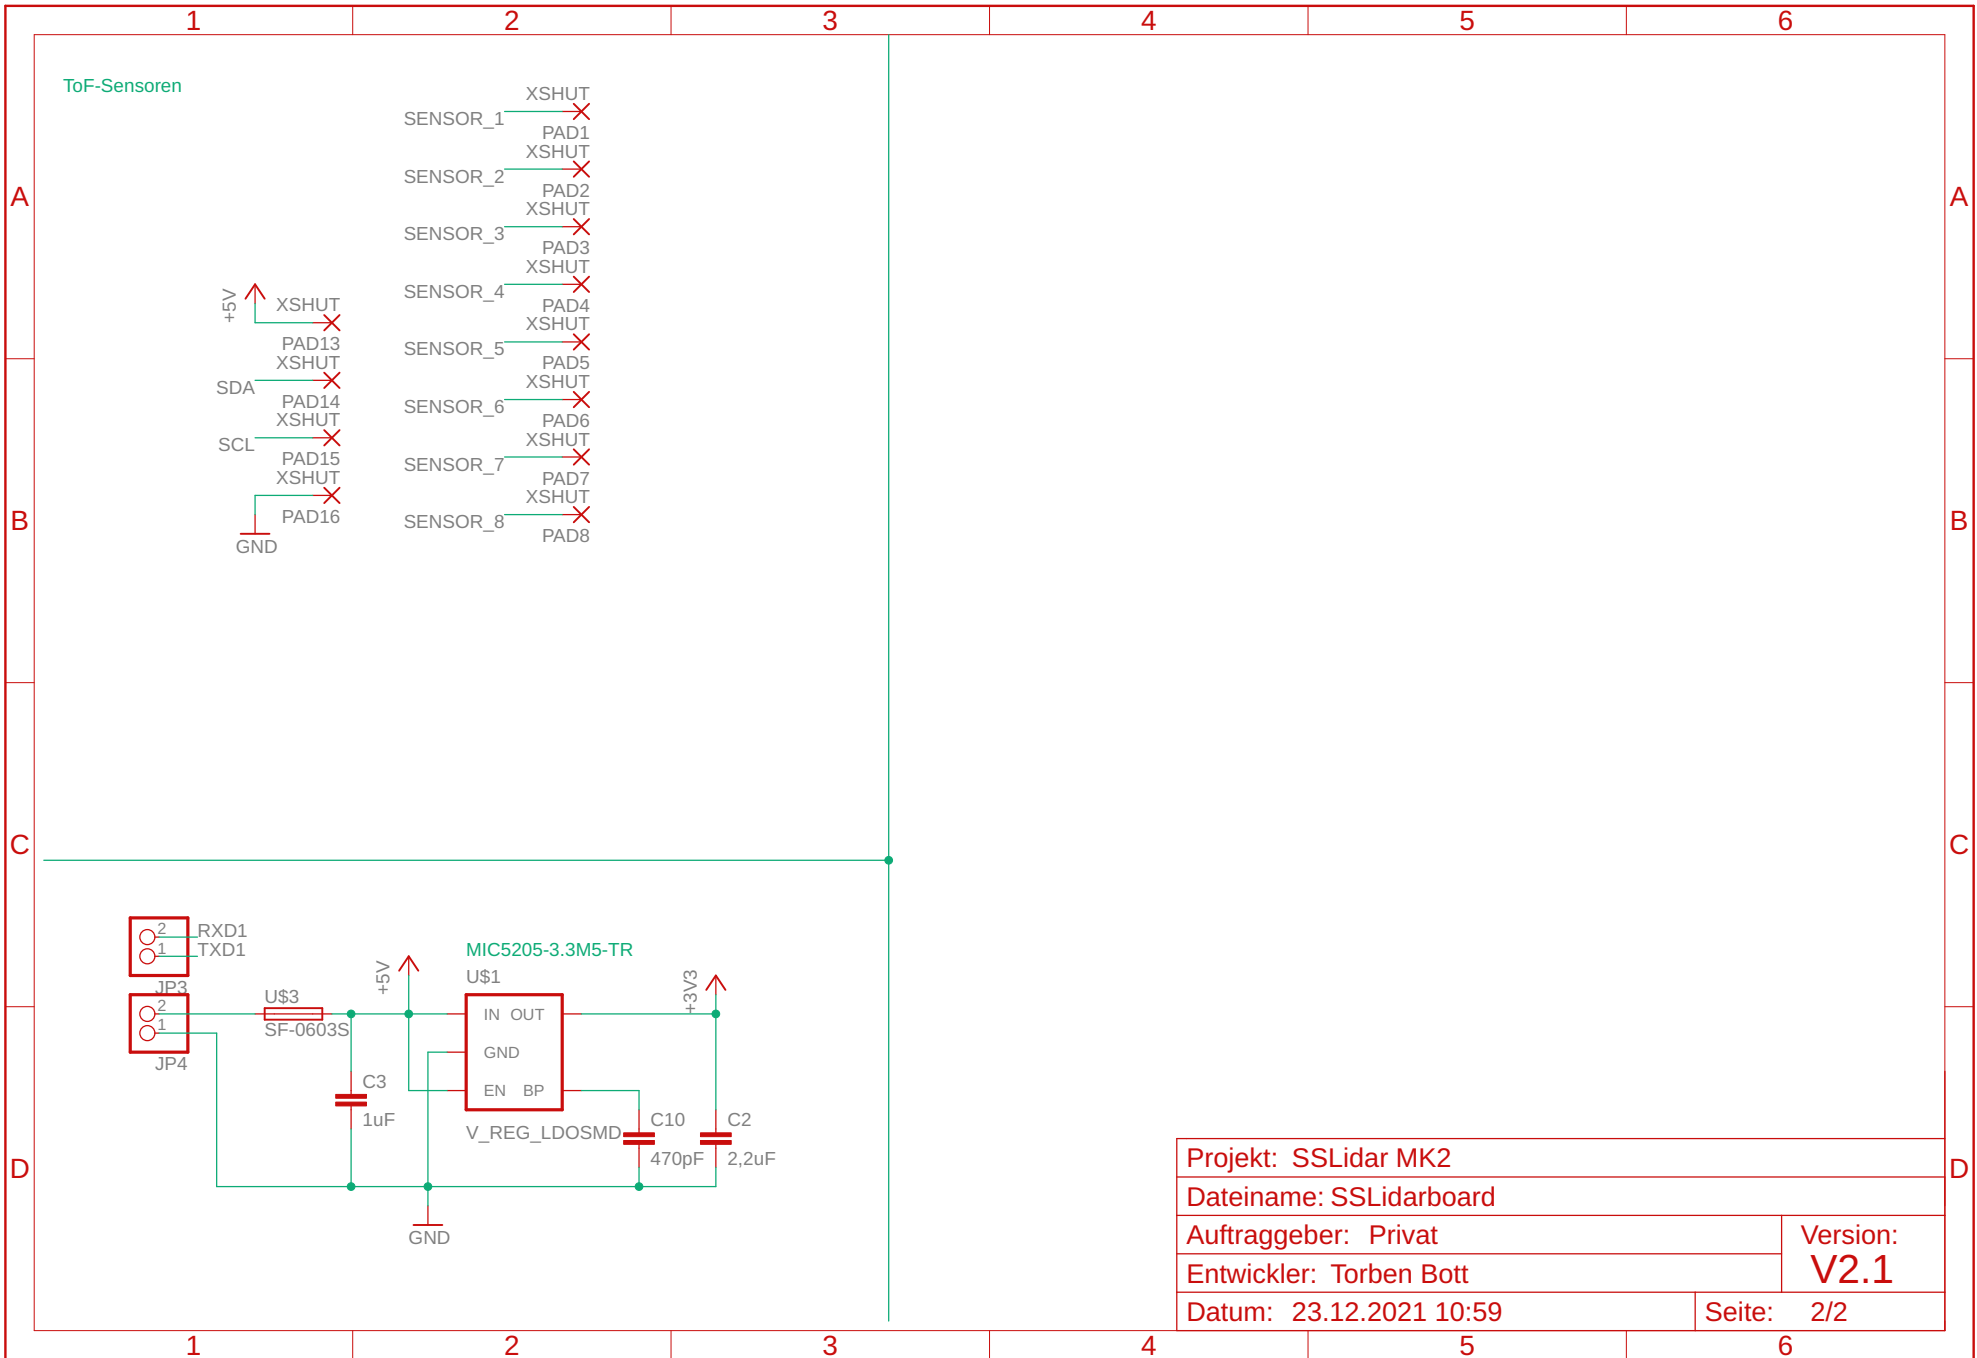 1 2 3 4 5 6
ToF-Sensoren
XSHUT
SENSOR_1
PAD1
XSHUT
SENSOR_2
PAD2
XSHUT
SENSOR_3
PAD3
XSHUT
SENSOR_4
PAD4
XSHUT
SENSOR_5
PAD5
XSHUT
SENSOR_6
PAD6
XSHUT
SENSOR_7
PAD7
XSHUT
SENSOR_8
PAD8
+5V
XSHUT
PAD13
XSHUT
SDA
PAD14
XSHUT
SCL
PAD15
XSHUT
PAD16
GND
A A
B B
C C
D D
2 RXD1
1 TXD1
JP3
2
1
JP4
U$3
SF-0603S
+5V
C3
1uF
MIC5205-3.3M5-TR
U$1
IN OUT
GND
EN BP
V_REG_LDOSMD
+3V3
C10
470pF
C2
2,2uF
GND
Projekt: SSLidar MK2
Dateiname: SSLidarboard
Auftraggeber: Privat
Entwickler: Torben Bott
Version:
V2.1
Datum: 23.12.2021 10:59
Seite: 2/2
1 2 3 4 5 6